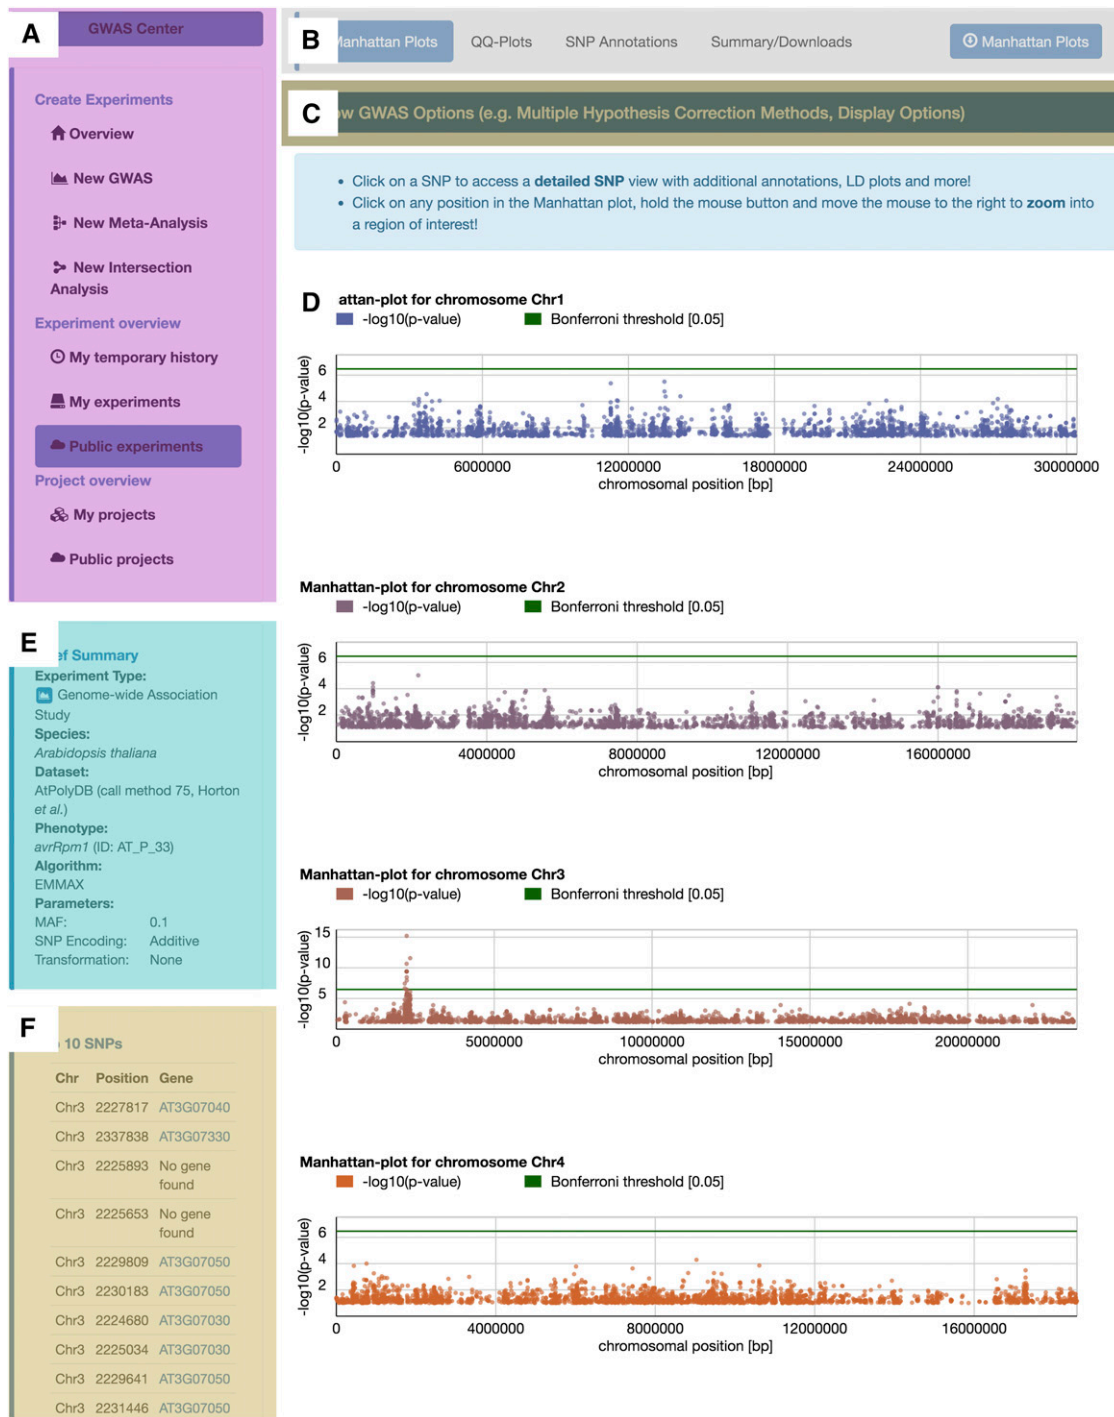 A
GWAS Center
Create Experiments
Overview
New GWAS
New Meta-Analysis
New Intersection
Analysis
Experiment overview
My temporary history
My experiments
Public experiments
Project overview
My projects
Public projects
B
Manhattan Plots
QQ-Plots
SNP Annotations
Summary/Downloads
Manhattan Plots
C
ow GWAS Options (e.g. Multiple Hypothesis Correction Methods, Display Options)
• Click on a SNP to access a detailed SNP view with additional annotations, LD plots and more!
• Click on any position in the Manhattan plot, hold the mouse button and move the mouse to the right to zoom into
a region of interest!
D
attan-plot for chromosome Chr1
-log10(p-value) Bonferroni threshold [0.05]
-log10(p-value)
6
4
2
0 6000000 12000000 18000000 24000000 30000000
chromosomal position [bp]
Manhattan-plot for chromosome Chr2
-log10(p-value) Bonferroni threshold [0.05]
-log10(p-value)
6
4
2
0 4000000 8000000 12000000 16000000
chromosomal position [bp]
Manhattan-plot for chromosome Chr3
-log10(p-value) Bonferroni threshold [0.05]
-log10(p-value)
15
10
5
0 5000000 10000000 15000000 20000000
chromosomal position [bp]
Manhattan-plot for chromosome Chr4
-log10(p-value) Bonferroni threshold [0.05]
-log10(p-value)
6
4
2
0 4000000 8000000 12000000 16000000
chromosomal position [bp]
E
ef Summary
Experiment Type:
Genome-wide Association
Study
Species:
Arabidopsis thaliana
Dataset:
AtPolyDB (call method 75, Horton
et al.)
Phenotype:
avrRpm1 (ID: AT_P_33)
Algorithm:
EMMAX
Parameters:
MAF: 0.1
SNP Encoding: Additive
Transformation: None
F
10 SNPs
Chr Position Gene
Chr3 2227817 AT3G07040
Chr3 2337838 AT3G07330
Chr3 2225893 No gene
found
Chr3 2225653 No gene
found
Chr3 2229809 AT3G07050
Chr3 2230183 AT3G07050
Chr3 2224680 AT3G07030
Chr3 2225034 AT3G07030
Chr3 2229641 AT3G07050
Chr3 2231446 AT3G07050